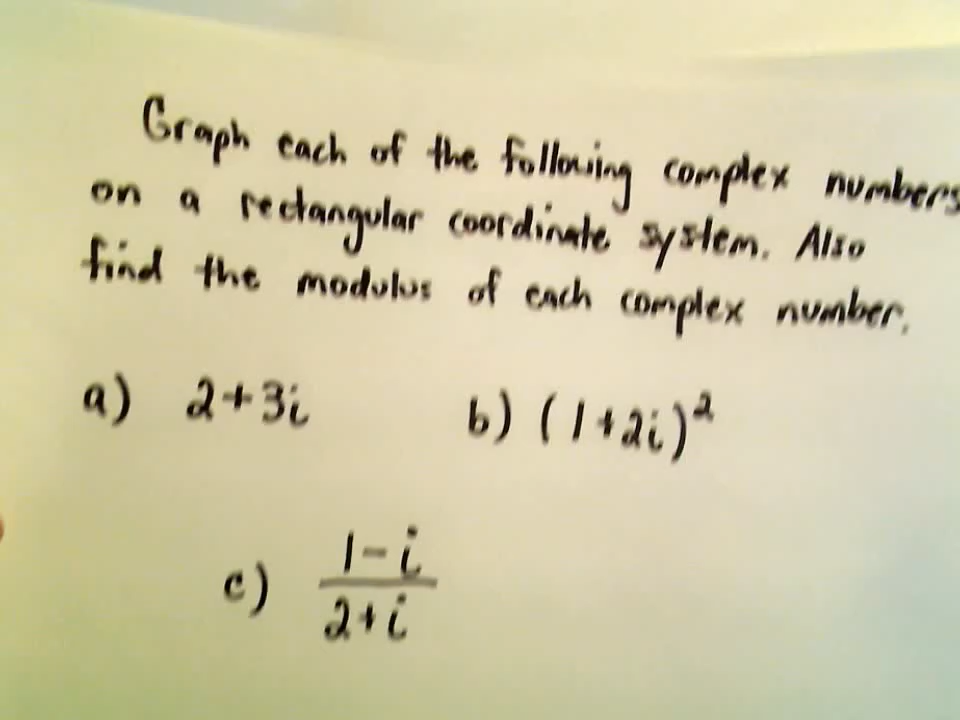 Graph each of the following complex numbers
on a rectangular coordinate system. Also
find the modulus of each complex number.
a) 2+3i b) (1+2i)²
c) \frac{1-i}{2+i}